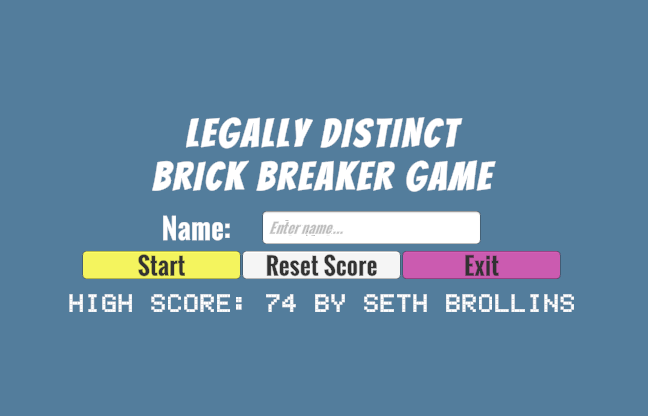 LEGALLY DISTINCT
BRICK BREAKER GAME
Name: Enter name...
Start Reset Score Exit
HIGH SCORE: 74 BY SETH BROLLINS